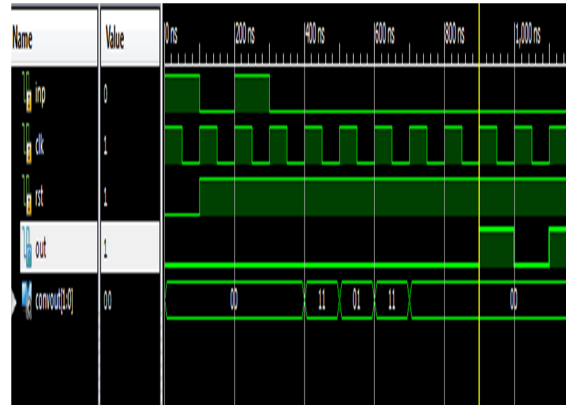 Name Value 0 ns 200 ns 400 ns 600 ns 800 ns 1,000 ns
inp 0
clk 1
rst 1
out 1
convout[1:0] 00 00 11 01 11 00